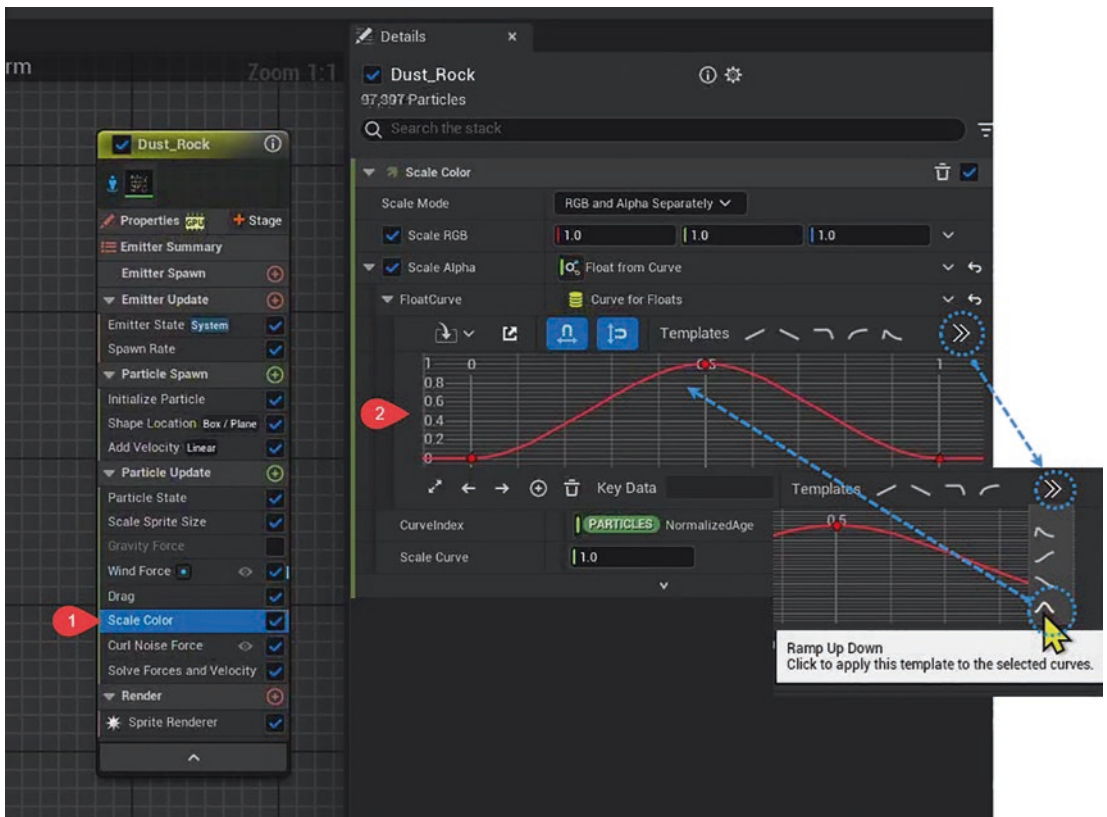 rm
Zoom 1:1
Dust_Rock
Properties GPU Stage
Emitter Summary
Emitter Spawn
Emitter Update
Emitter State System
Spawn Rate
Particle Spawn
Initialize Particle
Shape Location Box / Plane
Add Velocity Linear
Particle Update
Particle State
Scale Sprite Size
Gravity Force
Wind Force
Drag
1
Scale Color
Curl Noise Force
Solve Forces and Velocity
Render
Sprite Renderer
Details
Dust_Rock
Particles
Search the stack
Scale Color
Scale Mode RGB and Alpha Separately
Scale RGB 1.0 1.0 1.0
Scale Alpha Float from Curve
FloatCurve Curve for Floats
Templates
1 0 0.5 1
0.8
0.6
2
0.4
0.2
0
Key Data
CurveIndex PARTICLES NormalizedAge
Scale Curve 1.0
Templates
0.5
Ramp Up Down
Click to apply this template to the selected curves.